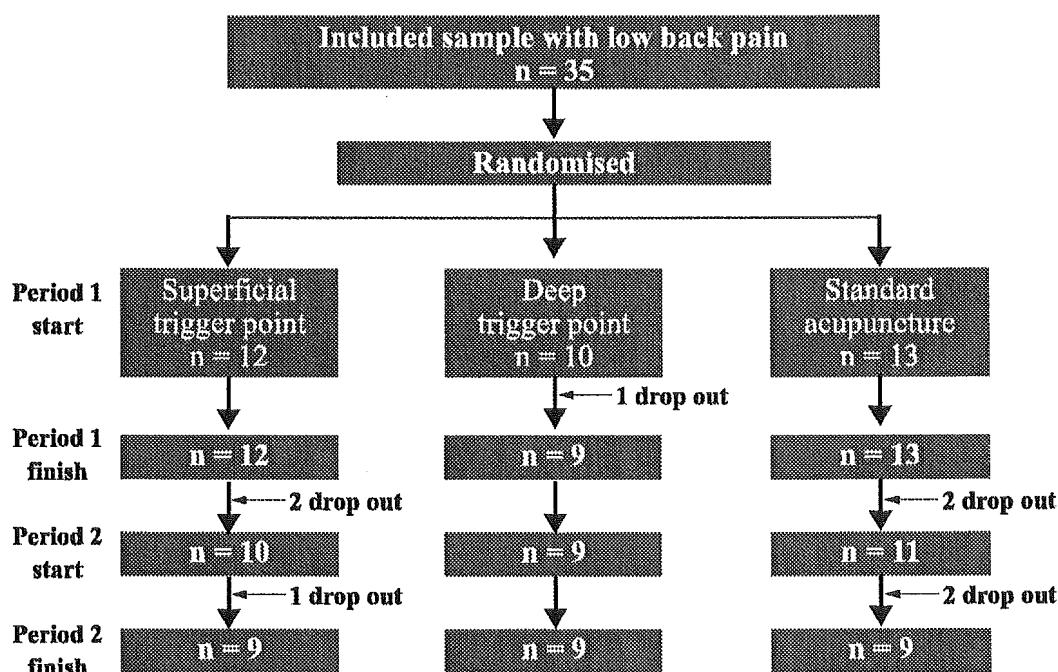 Included sample with low back pain
n = 35
Randomised
Period 1
start
Superficial
trigger point
n = 12
Deep
trigger point
n = 10
Standard
acupuncture
n = 13
1 drop out
Period 1
finish
n = 12
n = 9
n = 13
2 drop out
2 drop out
Period 2
start
n = 10
n = 9
n = 11
1 drop out
2 drop out
Period 2
finish
n = 9
n = 9
n = 9